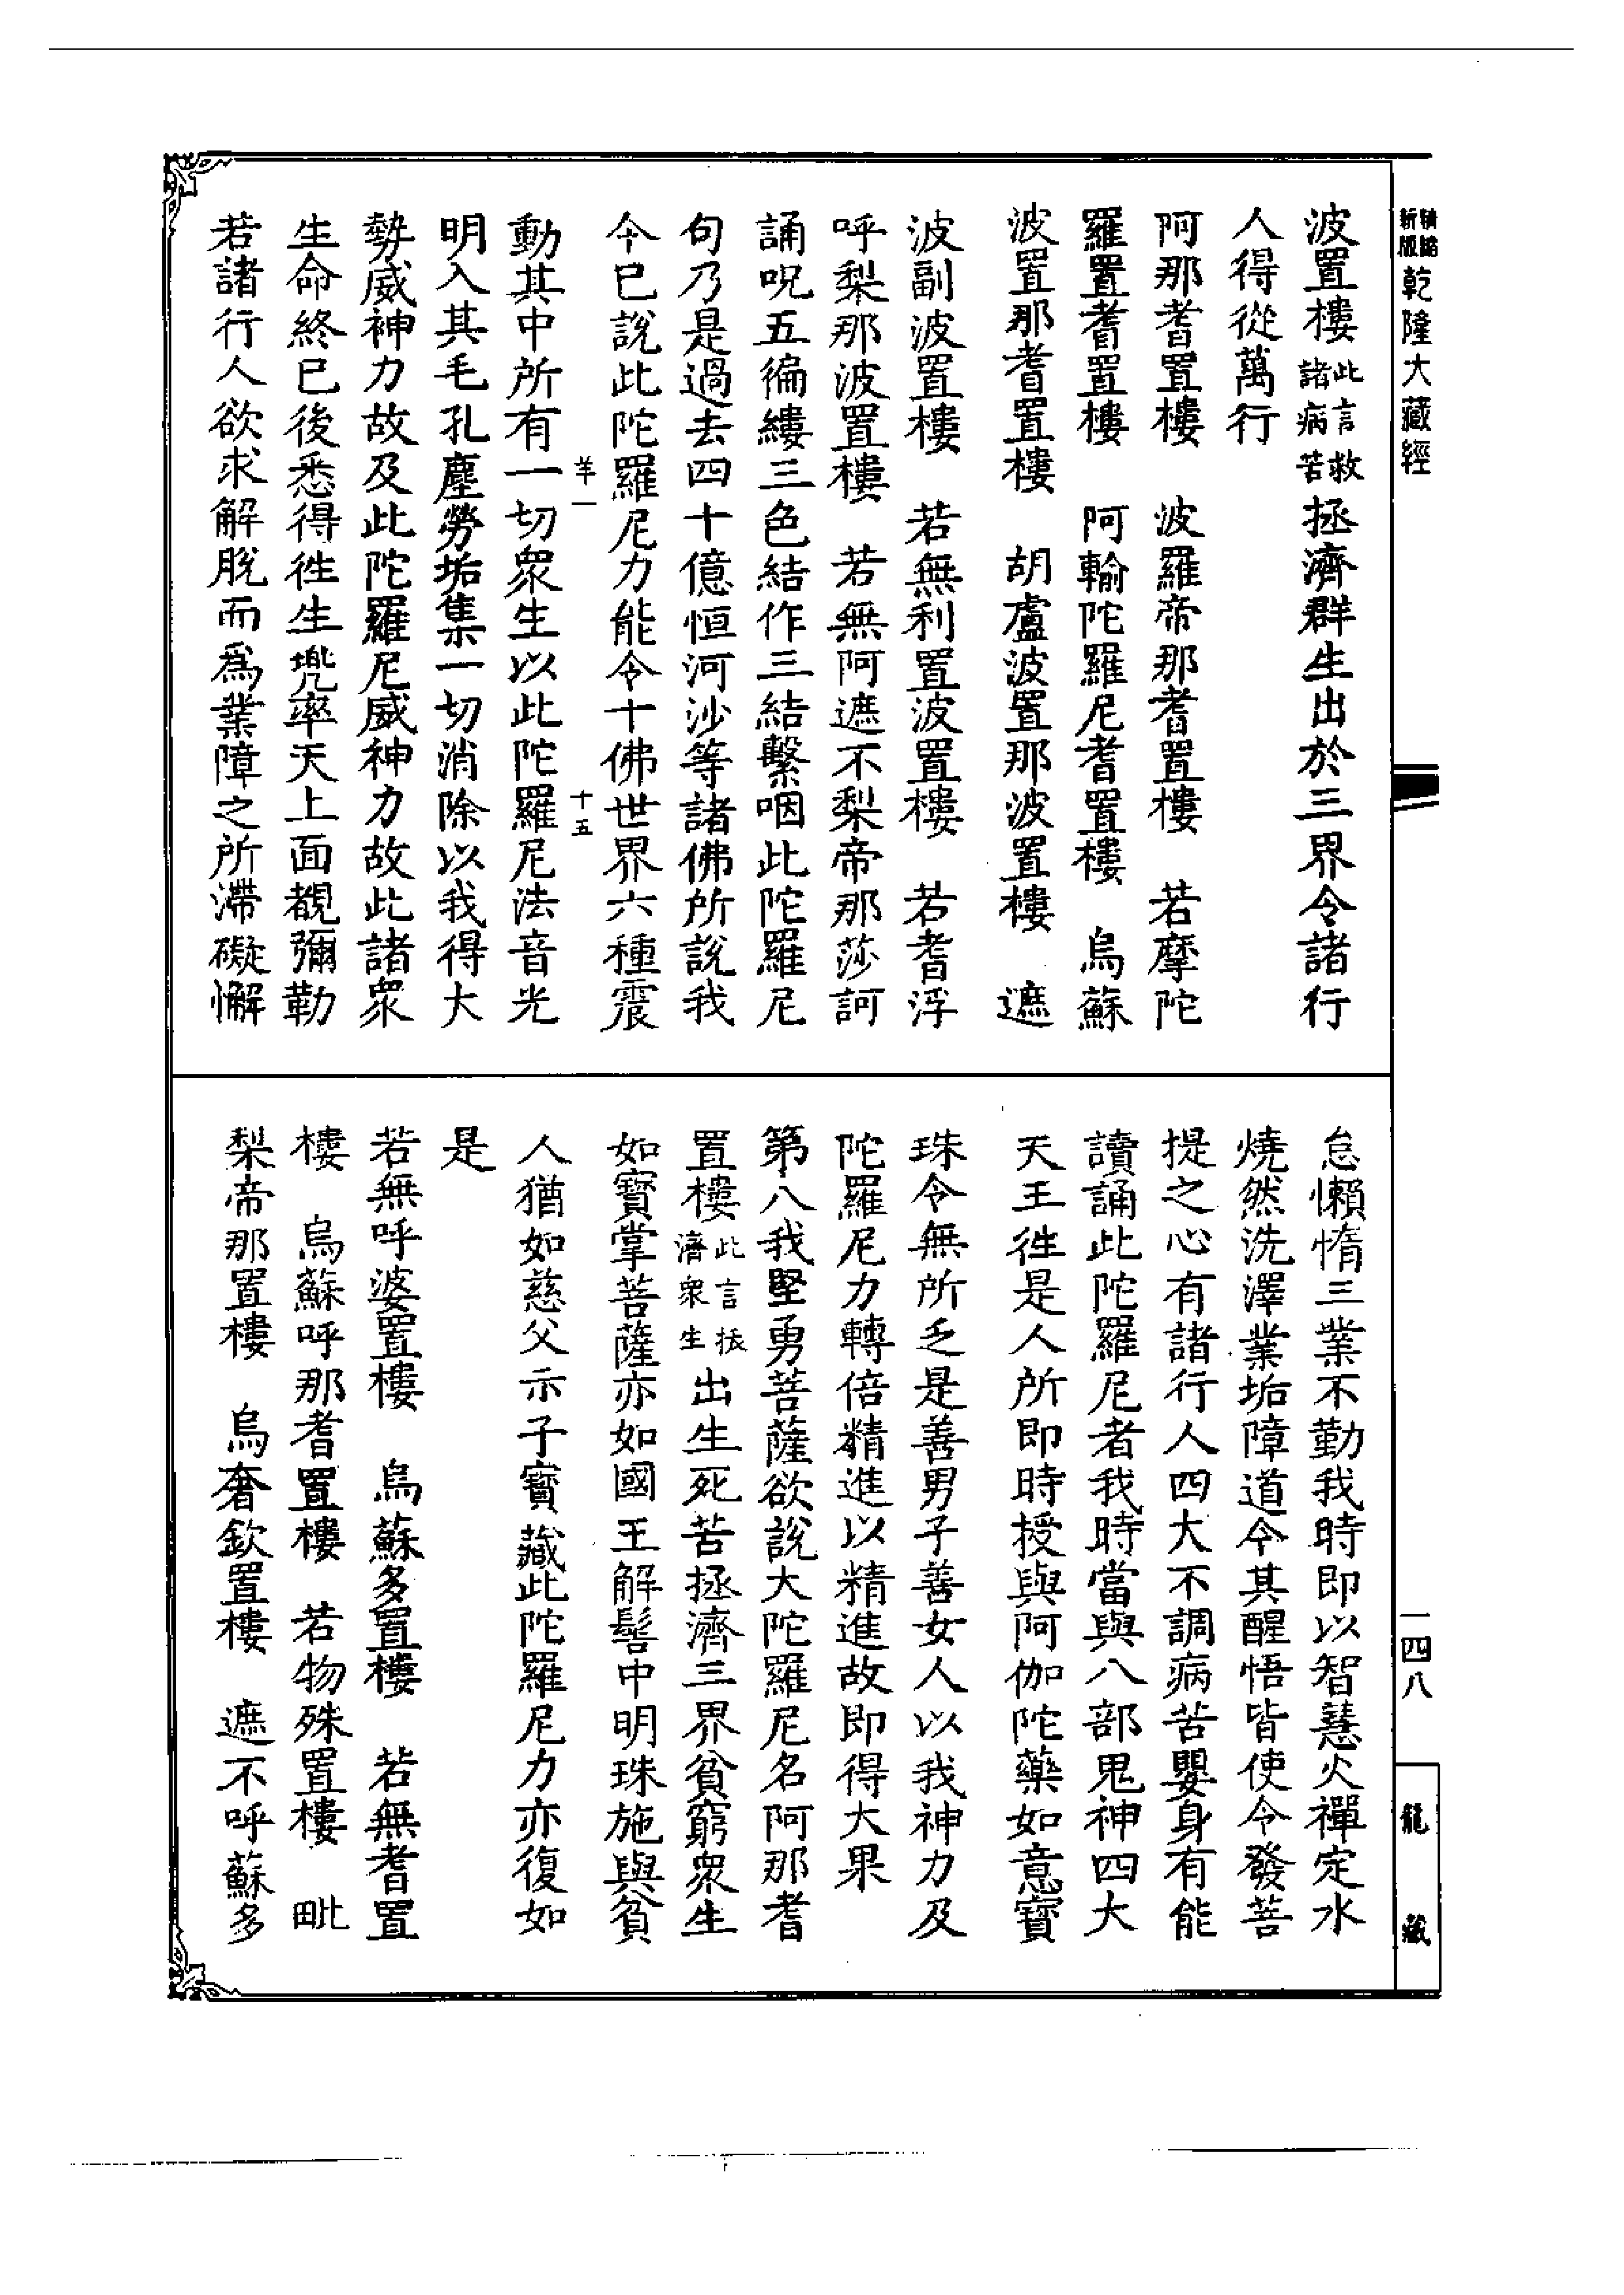 新版精縮乾隆大藏經
一四八
龍藏
波置樓此言救諸病苦拯濟群生出於三界令諸行
人得從萬行
阿那耆置樓　波羅帝那耆置樓　若摩陀
羅置耆置樓　阿輸陀羅尼耆置樓　烏蘇
波置那耆置樓　胡盧波置那波置樓　遮
波副波置樓　若無利置波置樓　若耆浮
呼梨那波置樓　若無阿遮不梨帝那莎訶
誦呪五徧縷三色結作三結繫咽此陀羅尼
句乃是過去四十億恒河沙等諸佛所說我
今已說此陀羅尼力能令十佛世界六種震
羊一　十五
動其中所有一切眾生以此陀羅尼法音光
明入其毛孔塵勞垢集一切消除以我得大
勢威神力故及此陀羅尼威神力故此諸眾
生命終已後悉得徃生兠率天上面覩彌勒
若諸行人欲求解脫而為業障之所滯礙懈
怠懶惰三業不勤我時即以智慧火禪定水
燒然洗澤業垢障道令其醒悟皆使令發菩
提之心有諸行人四大不調病苦嬰身有能
讀誦此陀羅尼者我時當與八部鬼神四大
天王徃是人所即時授與阿伽陀藥如意寶
珠令無所乏是善男子善女人以我神力及
陀羅尼力轉倍精進以精進故即得大果
第八我堅勇菩薩欲說大陀羅尼名阿那耆
置樓此言振濟眾生出生死苦拯濟三界貧窮眾生
如寶掌菩薩亦如國王解髻中明珠施與貧
人猶如慈父示子寶藏此陀羅尼力亦復如
是
若無呼婆置樓　烏蘇多置樓　若無耆置
樓　烏蘇呼那耆置樓　若物殊置樓　毗
梨帝那置樓　烏奢欽置樓　遮不呼蘇多